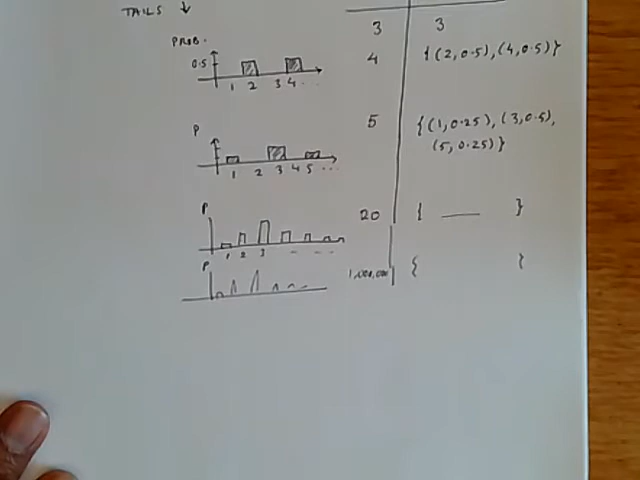 TAILS ↓
3 3
PROB.
0.5
1 2 3 4 ...
4 {(2,0.5),(4,0.5)}
P
1 2 3 4 5 ...
5 {(1,0.25),(3,0.5),
(5,0.25)}
P
1 2 3 - ...
20 { — }
P
1,000,000 { }